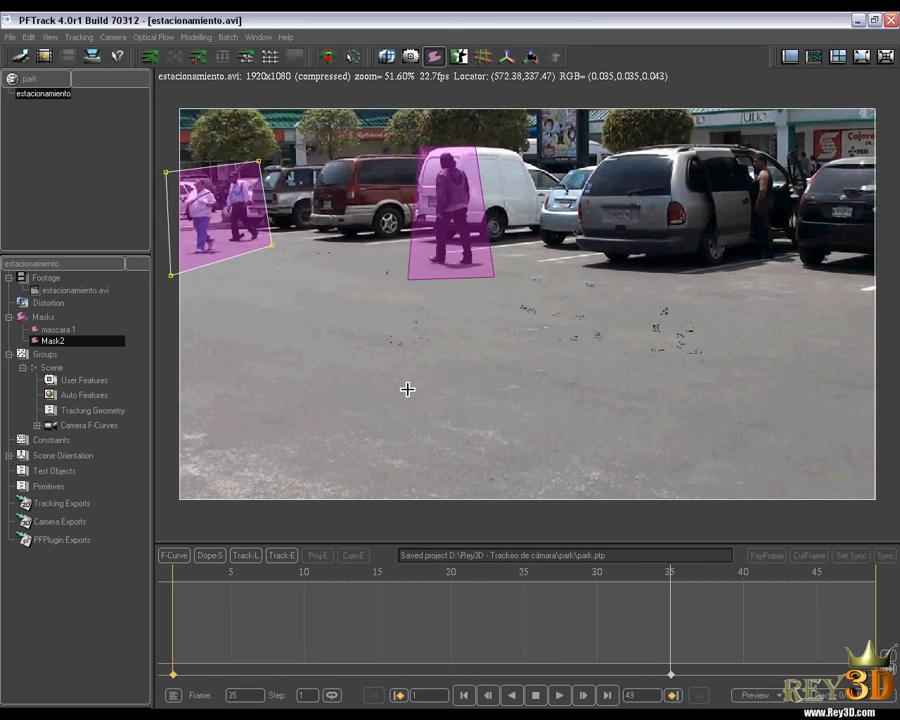 PFTrack 4.0r1 Build 70312 - [estacionamiento.avi]
File Edit View Tracking Camera Optical Flow Modelling Batch Window Help
park
estacionamiento
estacionamiento.avi: 1920x1080 (compressed) zoom= 51.60% 22.7fps Locator: (572.38,337.47) RGB= (0.035,0.035,0.043)
JULIO
Cajero
estacionamiento
Footage
estacionamiento.avi
Distortion
Masks
mascara 1
Mask2
Groups
Scene
User Features
Auto Features
Tracking Geometry
Camera F-Curves
Constraints
Scene Orientation
Test Objects
Primitives
Tracking Exports
Camera Exports
PFPlugin Exports
F-Curve Dope-S Track-L Track-E Proj-E Cam-E Saved project D:\Rey3D - Trackeo de cámara\park\park.ptp KeyFrame CutFrame Set Sync Sync
5 10 15 20 25 30 35 40 45
Frame: 35 Step: 1 1 49 Preview
REY3D
www.Rey3D.com